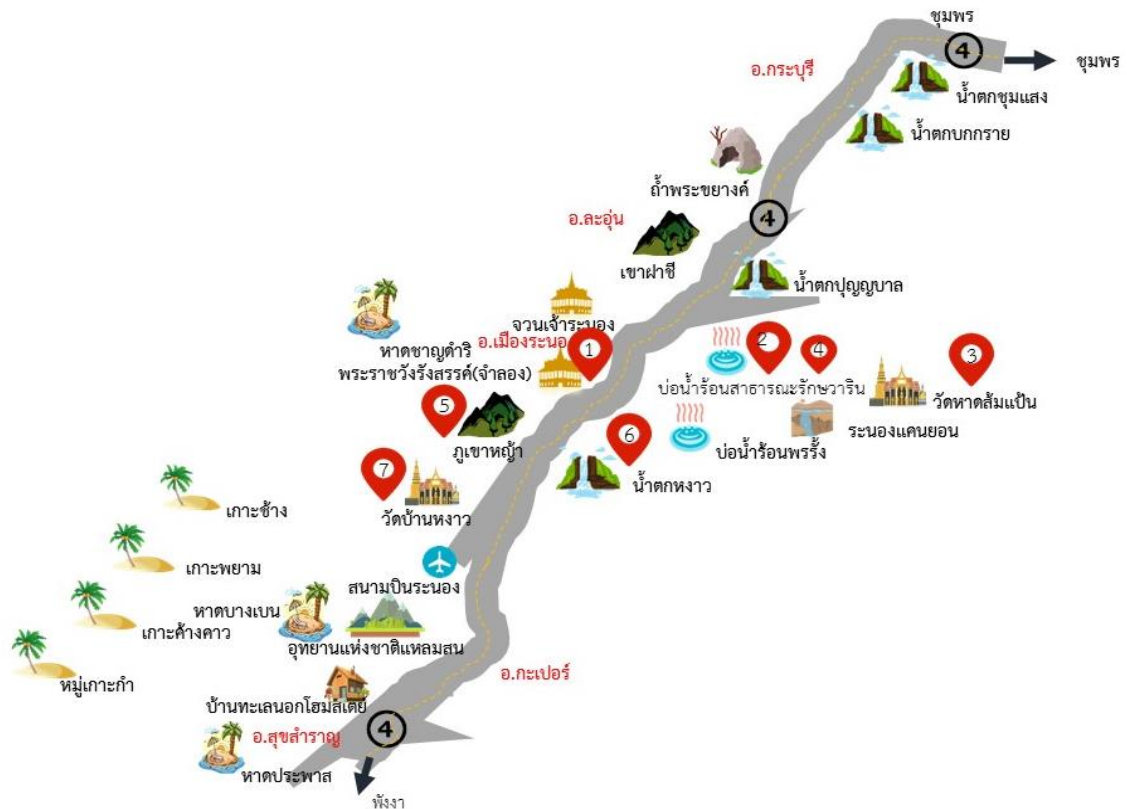 ชุมพร
4
ชุมพร
อ.กระบุรี
น้ำตกชุมแสง
น้ำตกบกกราย
ถ้ำพระขยางค์
อ.ละอุ่น
4
เขาฝาชี
น้ำตกปุญญบาล
จวนเจ้าระนอง
หาดชาญดำริ
อ.เมืองระนอ
1
2
4
3
พระราชวังรังสรรค์(จำลอง)
บ่อน้ำร้อนสาธารณะรักษวาริน
วัดหาดส้มแป้น
5
ระนองแคนยอน
ภูเขาหญ้า
6
บ่อน้ำร้อนพรรั้ง
7
น้ำตกหงาว
วัดบ้านหงาว
เกาะช้าง
เกาะพยาม
สนามบินระนอง
หาดบางเบน
เกาะค้างคาว
อุทยานแห่งชาติแหลมสน
หมู่เกาะกำ
อ.กะเปอร์
บ้านทะเลนอกโฮมสเตย์
4
อ.สุขสำราญ
หาดประพาส
พังงา